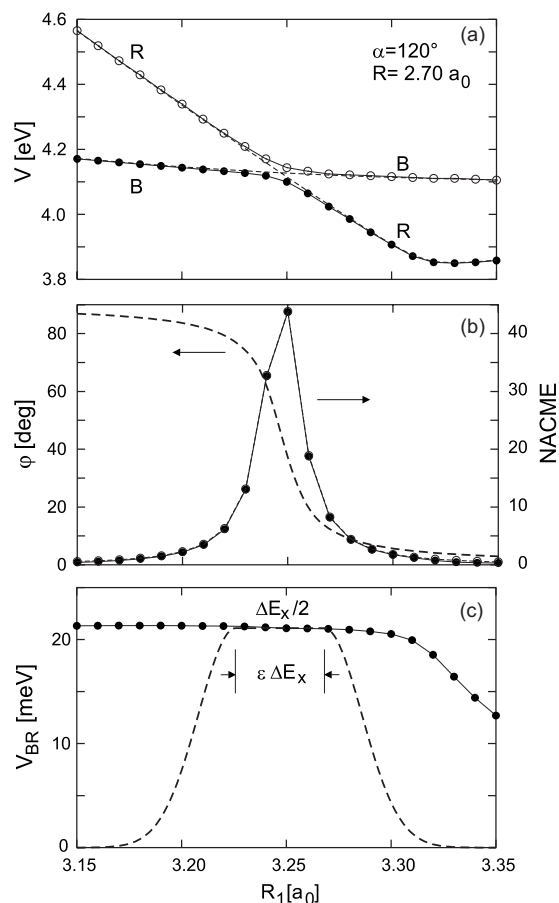 4.6
(a)
R
α=120°
R= 2.70 a₀
4.4
V [eV]
4.2
B
B
R
4.0
3.8
(b)
80
40
60
30
φ [deg]
NACME
40
20
20
10
0
0
ΔEₓ/2
(c)
20
ε ΔEₓ
V_BR [meV]
10
0
3.15
3.20
3.25
3.30
3.35
R₁[a₀]